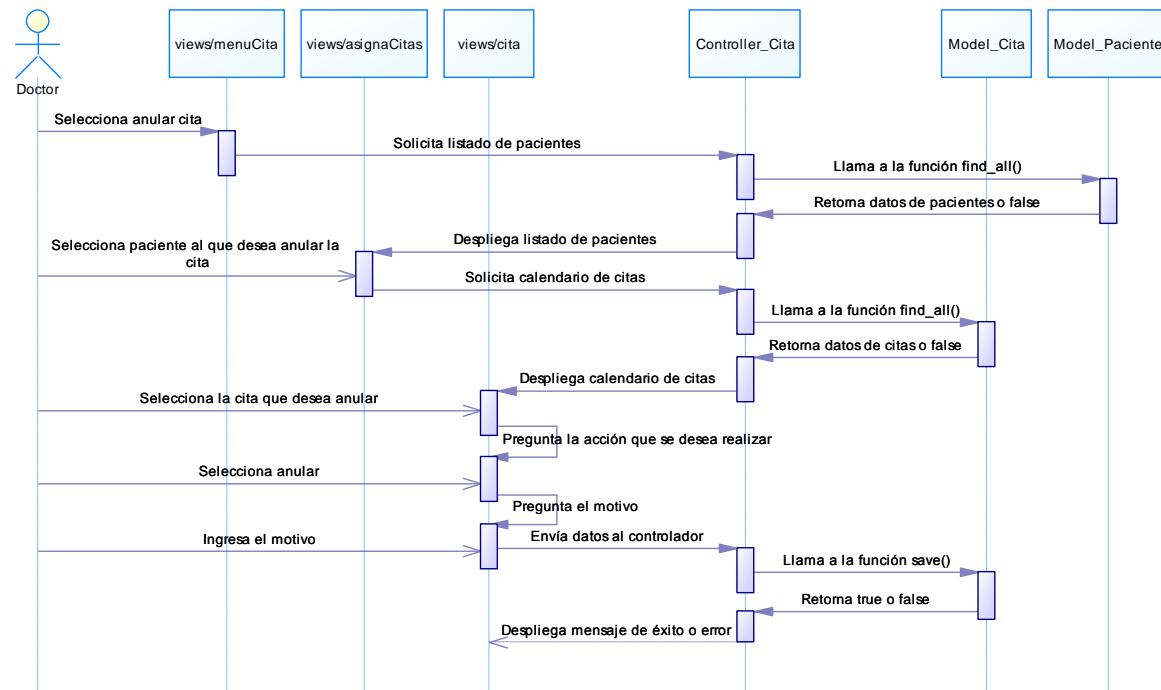 views/menuCita
views/asignaCitas
views/cita
Controller_Cita
Model_Cita
Model_Paciente
Doctor
Selecciona anular cita
Solicita listado de pacientes
Llama a la función find_all()
Retorna datos de pacientes o false
Despliega listado de pacientes
Selecciona paciente al que desea anular la
cita
Solicita calendario de citas
Llama a la función find_all()
Retorna datos de citas o false
Despliega calendario de citas
Selecciona la cita que desea anular
Pregunta la acción que se desea realizar
Selecciona anular
Pregunta el motivo
Ingresa el motivo
Envía datos al controlador
Llama a la función save()
Retorna true o false
Despliega mensaje de éxito o error